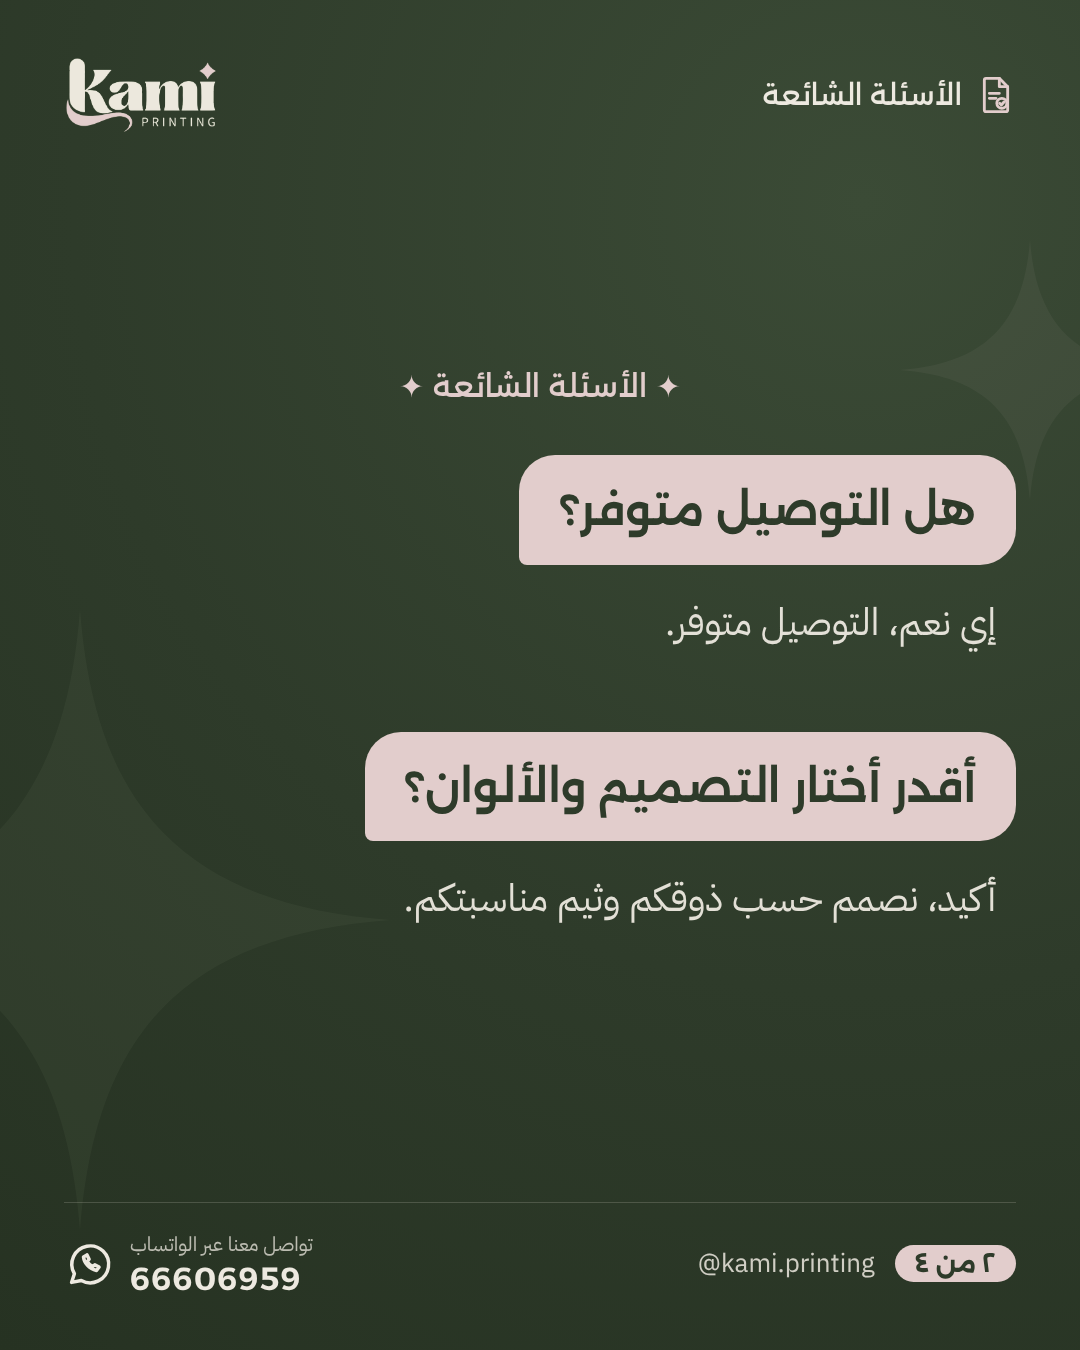 الأسئلة الشائعة
Kami
PRINTING
الأسئلة الشائعة
هل التوصيل متوفر؟
إي نعم، التوصيل متوفر.
أقدر أختار التصميم والألوان؟
أكيد، نصمم حسب ذوقكم وثيم مناسبتكم.
٢ من ٤
@kami.printing
تواصل معنا عبر الواتساب
66606959